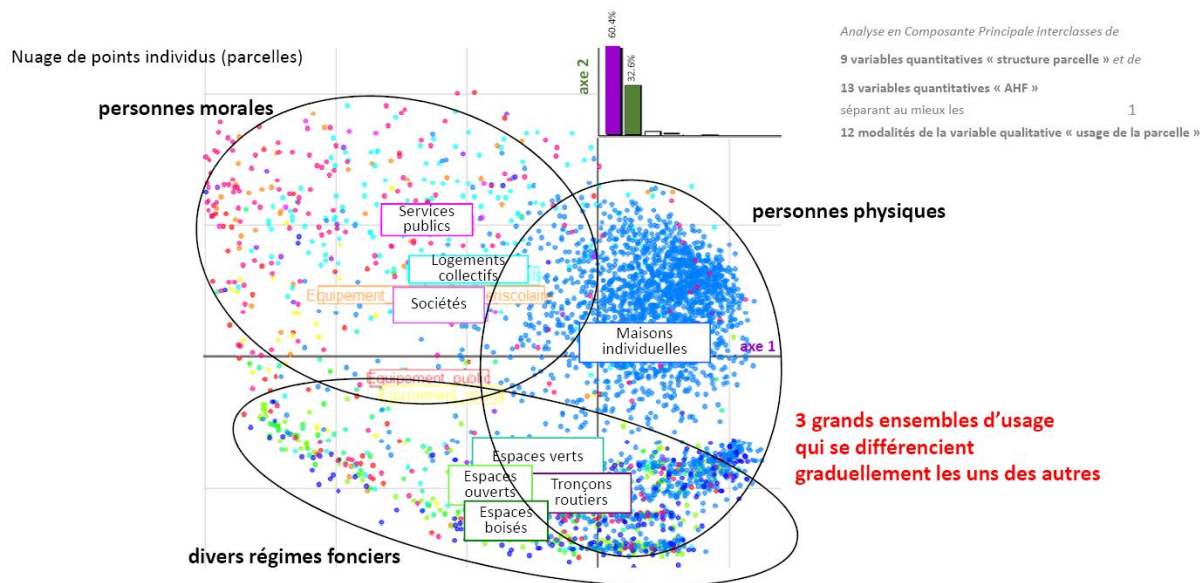 Nuage de points individus (parcelles)
personnes morales
axe 2
60.4%
32.6%
Analyse en Composante Principale interclasses de
9 variables quantitatives « structure parcelle » et de
13 variables quantitatives « AHF »
séparant au mieux les 1
12 modalités de la variable qualitative « usage de la parcelle »
personnes physiques
Services
publics
Lôgements
collectifs
Equipement_
Sociétés
Maisons
individuelles
axe 1
Equipement_public
3 grands ensembles d’usage
qui se différencient
graduellement les uns des autres
Espaces verts
Espaces
ouverts
Tronçons
routiers
Espaces
boisés
divers régimes fonciers